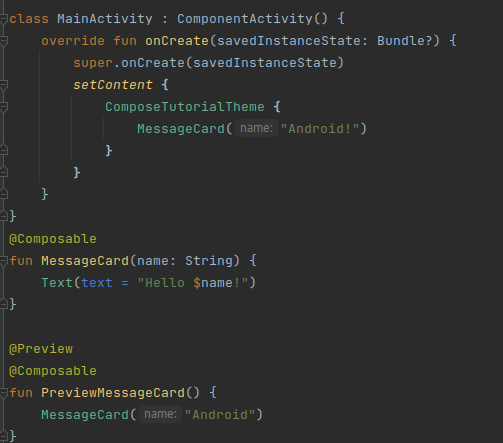 class MainActivity : ComponentActivity() {
    override fun onCreate(savedInstanceState: Bundle?) {
        super.onCreate(savedInstanceState)
        setContent {
            ComposeTutorialTheme {
                MessageCard( name: "Android!")
            }
        }
    }
}
@Composable
fun MessageCard(name: String) {
    Text(text = "Hello $name!")
}

@Preview
@Composable
fun PreviewMessageCard() {
    MessageCard( name: "Android")
}